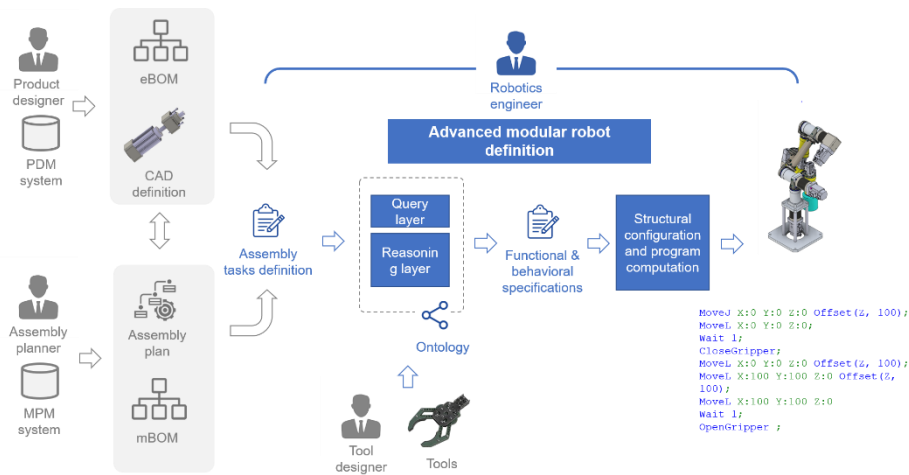 Product
designer
PDM
system
eBOM
CAD
definition
Assembly
planner
MPM
system
Assembly
plan
mBOM
Robotics
engineer
Advanced modular robot
definition
Assembly
tasks definition
Query
layer
Reasonin
g layer
Ontology
Tool
designer
Tools
Functional &
behavioral
specifications
Structural
configuration
and program
computation
MoveJ X:0 Y:0 Z:0 Offset(Z, 100);
MoveL X:0 Y:0 Z:0;
Wait 1;
CloseGripper;
MoveL X:0 Y:0 Z:0 Offset(Z, 100);
MoveL X:100 Y:100 Z:0 Offset(Z,
100);
MoveL X:100 Y:100 Z:0
Wait 1;
OpenGripper ;